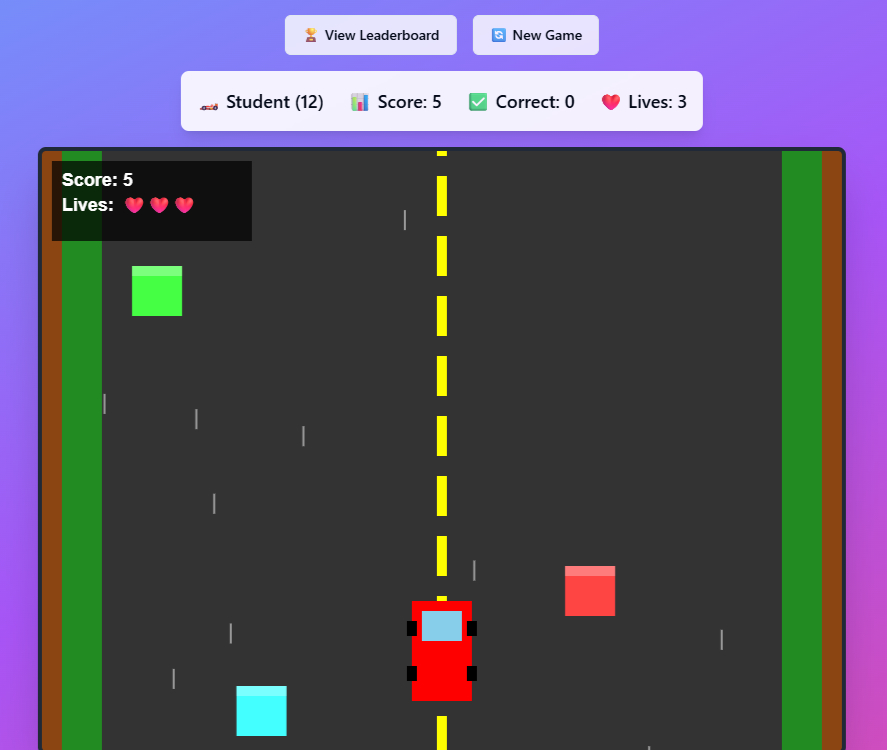 🏆 View Leaderboard
🔄 New Game
🏎️ Student (12) 📊 Score: 5 ✅ Correct: 0 ❤️ Lives: 3
Score: 5
Lives: ❤️❤️❤️